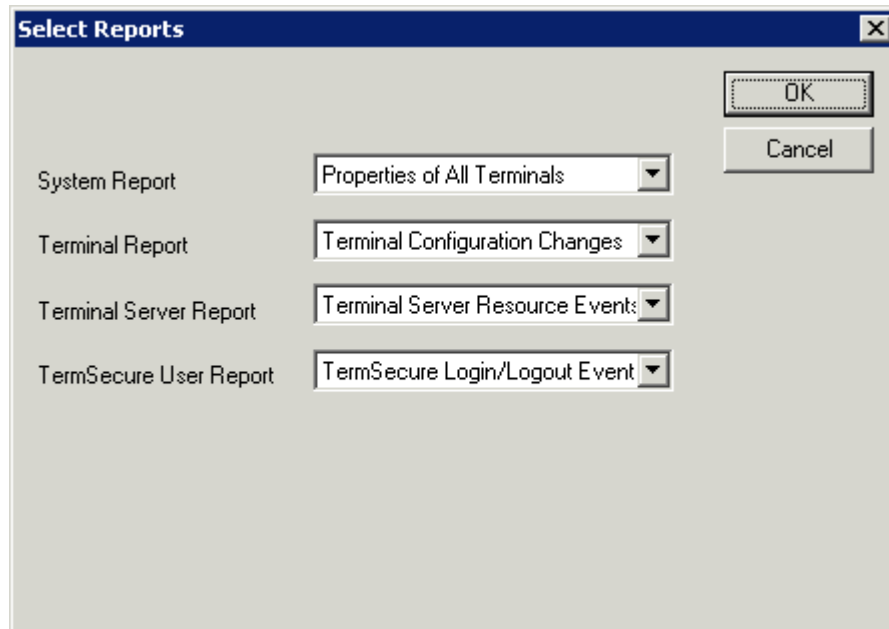 Select Reports
OK
Cancel
System Report Properties of All Terminals
Terminal Report Terminal Configuration Changes
Terminal Server Report Terminal Server Resource Events
TermSecure User Report TermSecure Login/Logout Event